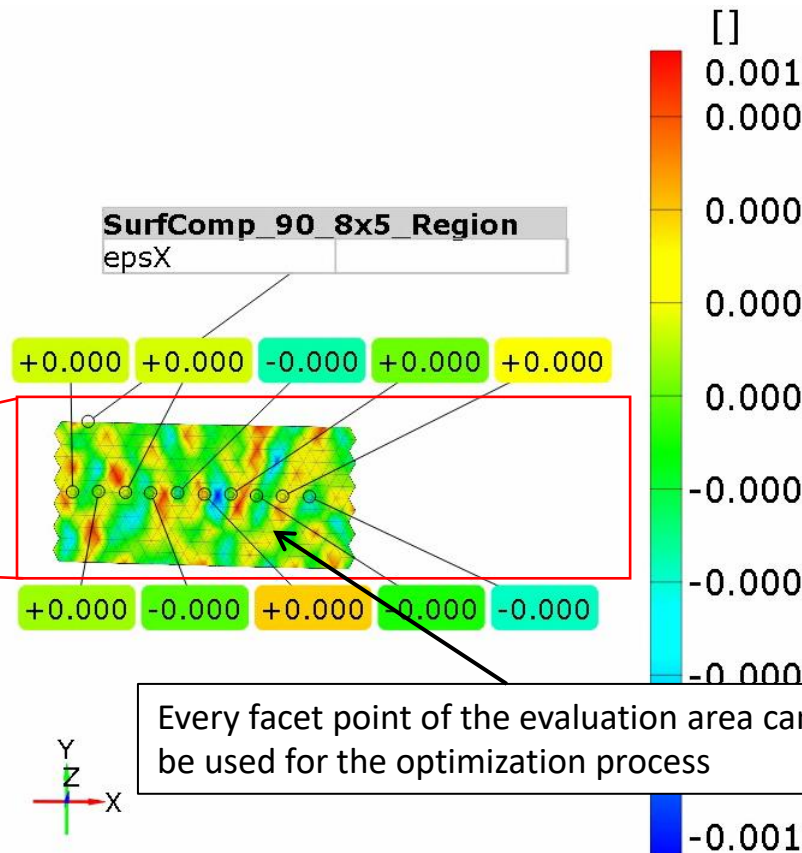 []
0.001
0.000
0.000
0.000
0.000
-0.000
-0.000
-0.000
-0.001
SurfComp_90_8x5_Region
epsX
+0.000 +0.000 -0.000 +0.000 +0.000
+0.000 -0.000 +0.000 -0.000 -0.000
Every facet point of the evaluation area can
be used for the optimization process
Y
Z
X